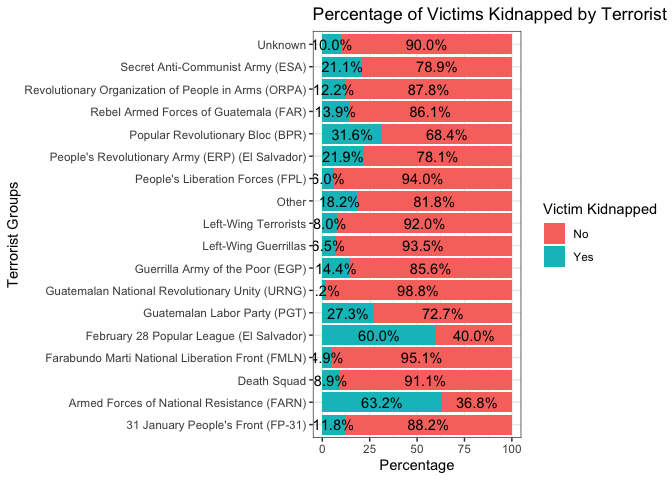 Percentage of Victims Kidnapped by Terrorist
Terrorist Groups
Unknown 10.0% 90.0%
Secret Anti-Communist Army (ESA) 21.1% 78.9%
Revolutionary Organization of People in Arms (ORPA) 12.2% 87.8%
Rebel Armed Forces of Guatemala (FAR) 13.9% 86.1%
Popular Revolutionary Bloc (BPR) 31.6% 68.4%
People's Revolutionary Army (ERP) (El Salvador) 21.9% 78.1%
People's Liberation Forces (FPL) 6.0% 94.0%
Other 18.2% 81.8%
Left-Wing Terrorists 8.0% 92.0%
Left-Wing Guerrillas 6.5% 93.5%
Guerrilla Army of the Poor (EGP) 14.4% 85.6%
Guatemalan National Revolutionary Unity (URNG) .2% 98.8%
Guatemalan Labor Party (PGT) 27.3% 72.7%
February 28 Popular League (El Salvador) 60.0% 40.0%
Farabundo Marti National Liberation Front (FMLN) 4.9% 95.1%
Death Squad 8.9% 91.1%
Armed Forces of National Resistance (FARN) 63.2% 36.8%
31 January People's Front (FP-31) 11.8% 88.2%
0 25 50 75 100
Percentage
Victim Kidnapped
No
Yes